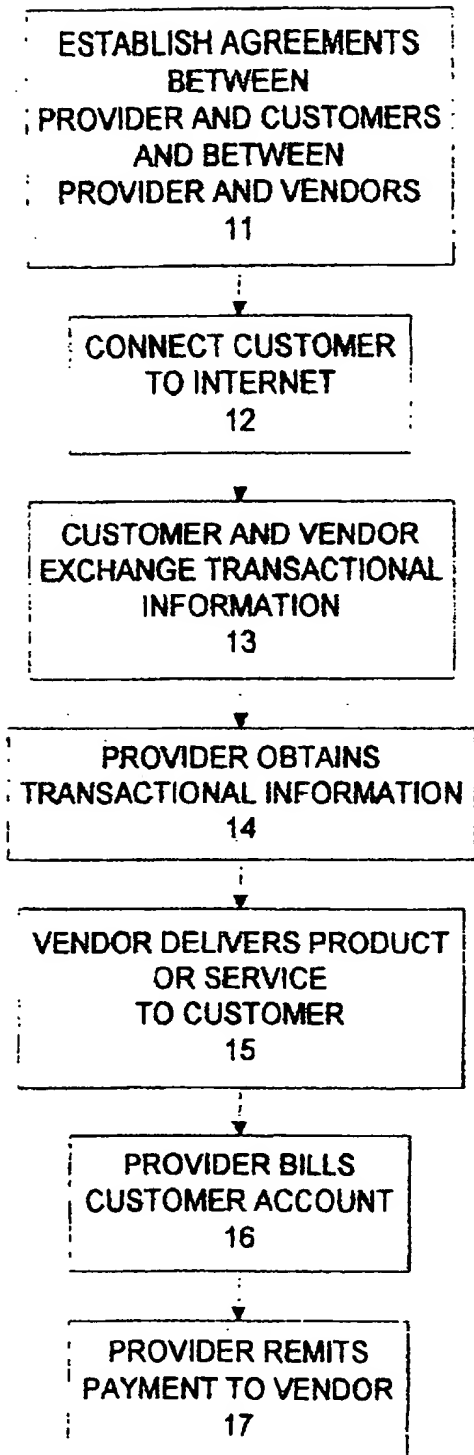 ESTABLISH AGREEMENTS
BETWEEN
PROVIDER AND CUSTOMERS
AND BETWEEN
PROVIDER AND VENDORS
11
CONNECT CUSTOMER
TO INTERNET
12
CUSTOMER AND VENDOR
EXCHANGE TRANSACTIONAL
INFORMATION
13
PROVIDER OBTAINS
TRANSACTIONAL INFORMATION
14
VENDOR DELIVERS PRODUCT
OR SERVICE
TO CUSTOMER
15
PROVIDER BILLS
CUSTOMER ACCOUNT
16
PROVIDER REMITS
PAYMENT TO VENDOR
17